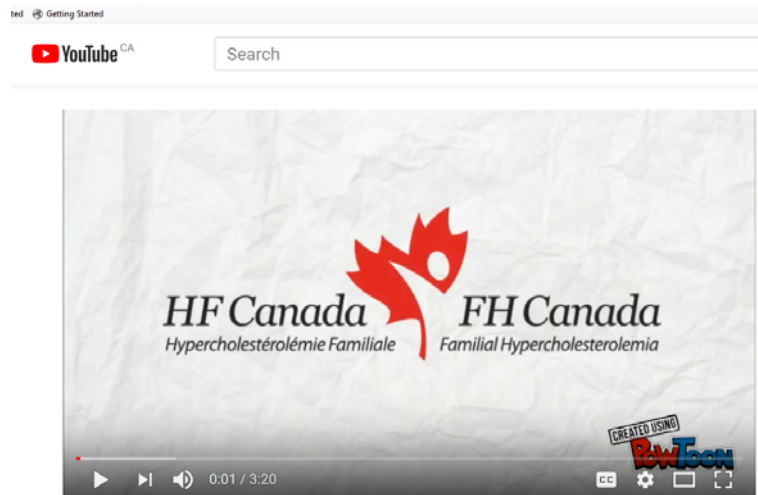 ted Getting Started
YouTube CA
Search
HF Canada
Hypercholestérolémie Familiale
FH Canada
Familial Hypercholesterolemia
CREATED USING
POWTOON
0:01 / 3:20
CC